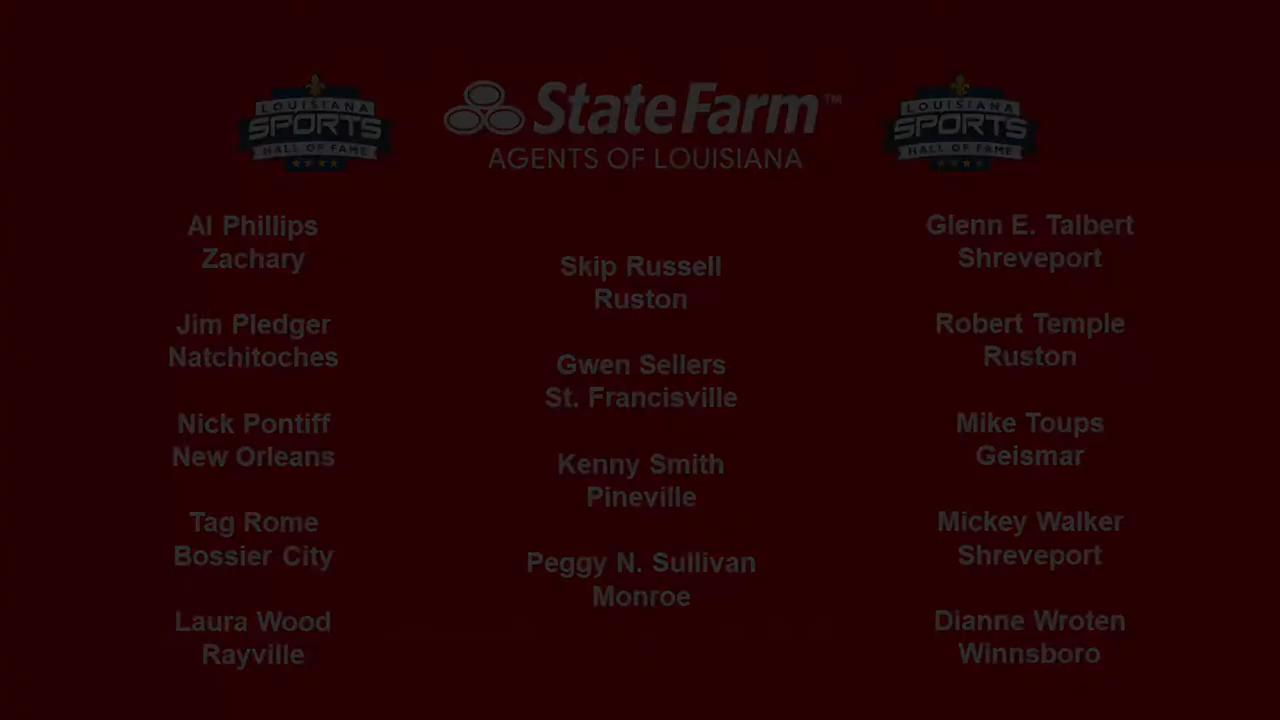 LOUISIANA
SPORTS
HALL OF FAME
StateFarm™
AGENTS OF LOUISIANA
LOUISIANA
SPORTS
HALL OF FAME
Al Phillips
Zachary
Jim Pledger
Natchitoches
Nick Pontiff
New Orleans
Tag Rome
Bossier City
Laura Wood
Rayville
Skip Russell
Ruston
Gwen Sellers
St. Francisville
Kenny Smith
Pineville
Peggy N. Sullivan
Monroe
Glenn E. Talbert
Shreveport
Robert Temple
Ruston
Mike Toups
Geismar
Mickey Walker
Shreveport
Dianne Wroten
Winnsboro